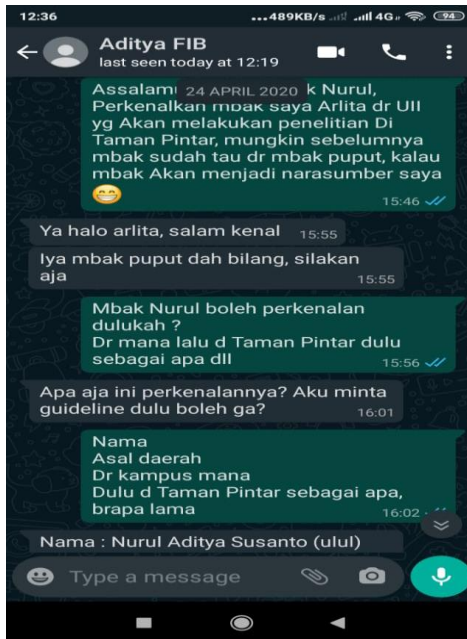 12:36
...489KB/s 4G 94
Aditya FIB
last seen today at 12:19
24 APRIL 2020
Assalamu k Nurul,
Perkenalkan mbak saya Arlita dr UII
yg Akan melakukan penelitian Di
Taman Pintar, mungkin sebelumnya
mbak sudah tau dr mbak puput, kalau
mbak Akan menjadi narasumber saya
😁
15:46
Ya halo arlita, salam kenal 15:55
Iya mbak puput dah bilang, silakan
aja
15:55
Mbak Nurul boleh perkenalan
dulukah ?
Dr mana lalu d Taman Pintar dulu
sebagai apa dll
15:56
Apa aja ini perkenalannya? Aku minta
guideline dulu boleh ga?
16:01
Nama
Asal daerah
Dr kampus mana
Dulu d Taman Pintar sebagai apa,
brapa lama
16:02
Nama : Nurul Aditya Susanto (ulul)
Type a message